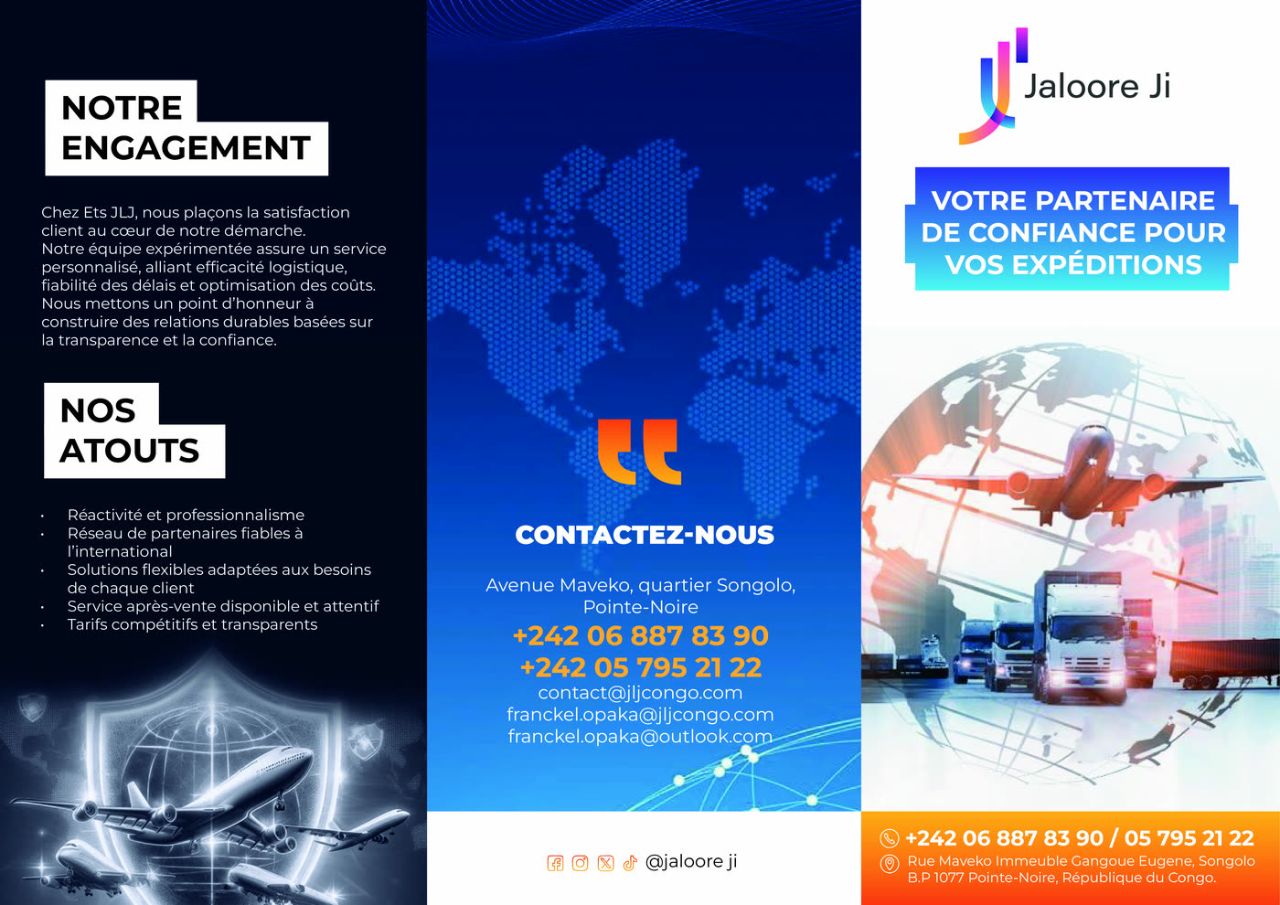 NOTRE
ENGAGEMENT
Chez Ets JLJ, nous plaçons la satisfaction
client au cœur de notre démarche.
Notre équipe expérimentée assure un service
personnalisé, alliant efficacité logistique,
fiabilité des délais et optimisation des coûts.
Nous mettons un point d’honneur à
construire des relations durables basées sur
la transparence et la confiance.
NOS
ATOUTS
• Réactivité et professionnalisme
• Réseau de partenaires fiables à
l’international
• Solutions flexibles adaptées aux besoins
de chaque client
• Service après-vente disponible et attentif
• Tarifs compétitifs et transparents
CONTACTEZ-NOUS
Avenue Maveko, quartier Songolo,
Pointe-Noire
+242 06 887 83 90
+242 05 795 21 22
contact@jljcongo.com
franckel.opaka@jljcongo.com
franckel.opaka@outlook.com
@jaloore ji
Jaloore Ji
VOTRE PARTENAIRE
DE CONFIANCE POUR
VOS EXPÉDITIONS
+242 06 887 83 90 / 05 795 21 22
Rue Maveko Immeuble Gangoue Eugene, Songolo
B.P 1077 Pointe-Noire, République du Congo.